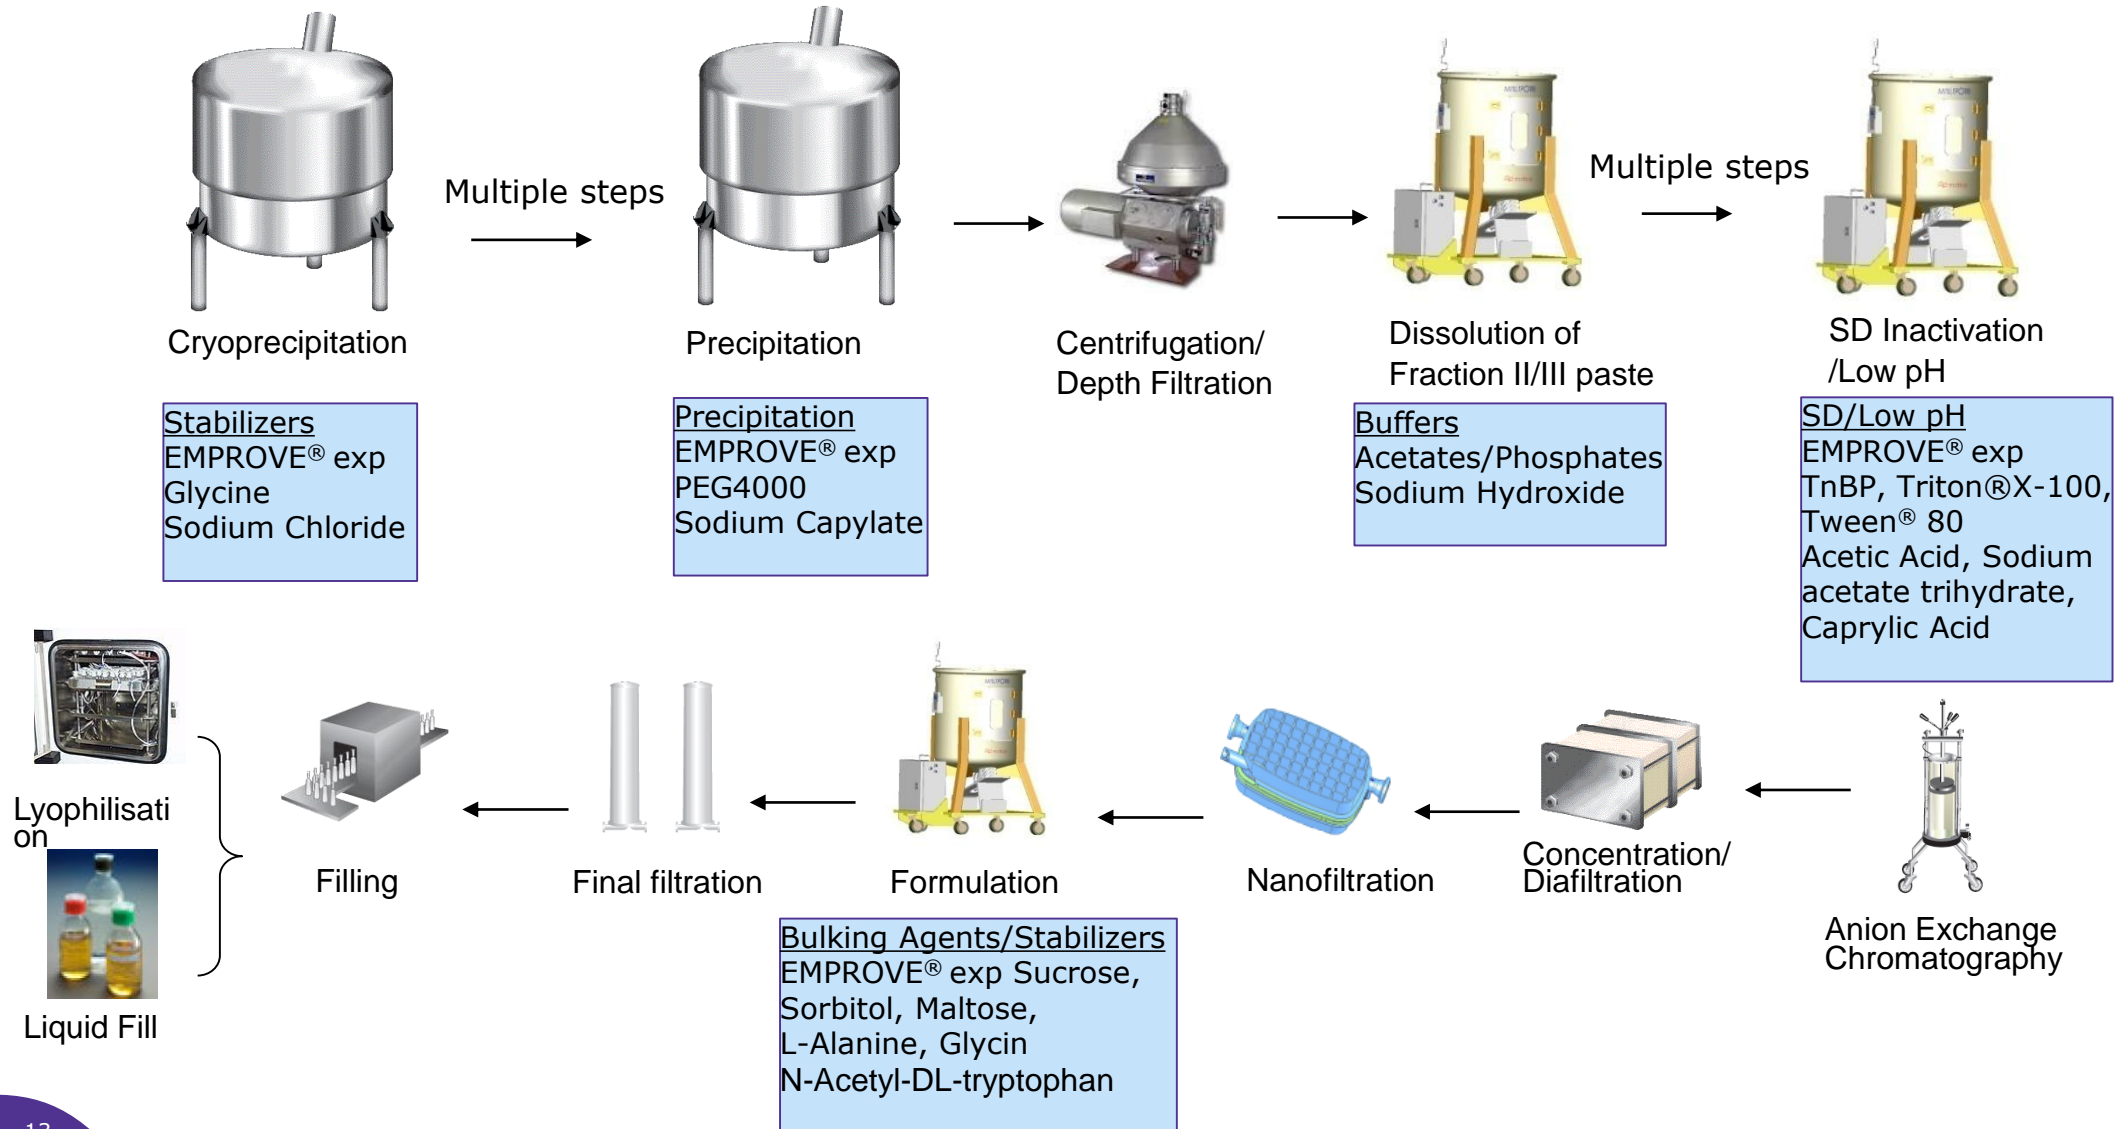 Multiple steps
Multiple steps
Cryoprecipitation
Precipitation
Centrifugation/
Depth Filtration
Dissolution of
Fraction II/III paste
SD Inactivation
/Low pH
Stabilizers
EMPROVE® exp
Glycine
Sodium Chloride
Precipitation
EMPROVE® exp
PEG4000
Sodium Capylate
Buffers
Acetates/Phosphates
Sodium Hydroxide
SD/Low pH
EMPROVE® exp
TnBP, Triton®X-100,
Tween® 80
Acetic Acid, Sodium
acetate trihydrate,
Caprylic Acid
Lyophilisati
on
Liquid Fill
Filling
Final filtration
Formulation
Nanofiltration
Concentration/
Diafiltration
Anion Exchange
Chromatography
Bulking Agents/Stabilizers
EMPROVE® exp Sucrose,
Sorbitol, Maltose,
L-Alanine, Glycin
N-Acetyl-DL-tryptophan